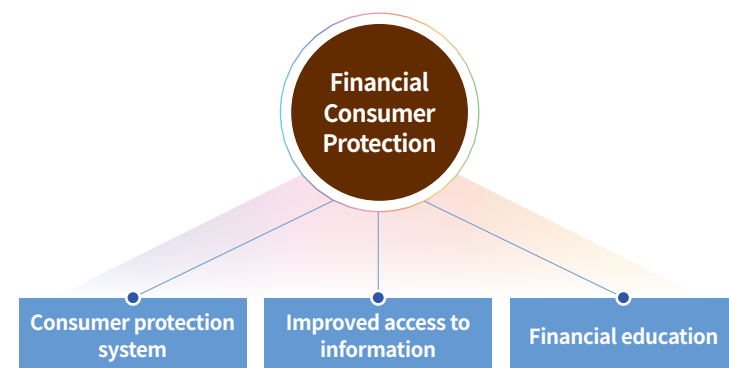 Financial
Consumer
Protection
Consumer protection
system
Improved access to
information
Financial education